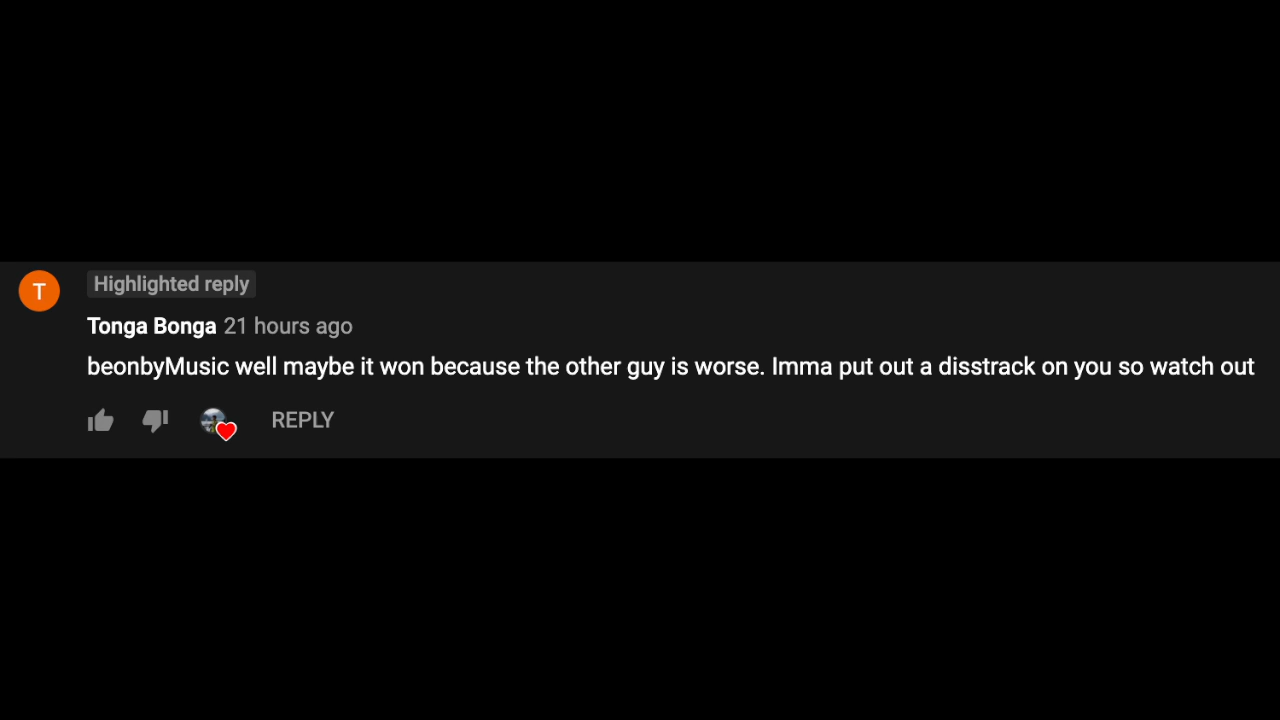 T
Highlighted reply
Tonga Bonga 21 hours ago
beonbyMusic well maybe it won because the other guy is worse. Imma put out a disstrack on you so watch out
REPLY